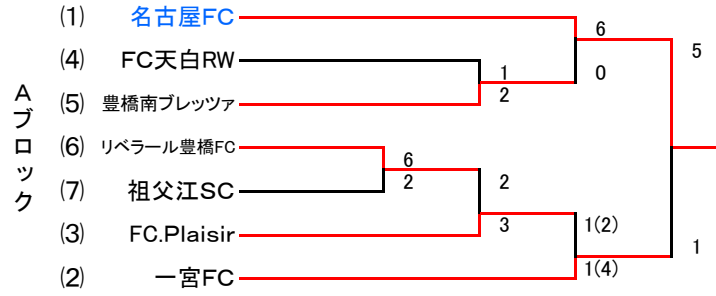 Aブロック
(1) 名古屋FC
(4) FC天白RW
(5) 豊橋南ブレッツァ
(6) リベラール豊橋FC
(7) 祖父江SC
(3) FC.Plaisir
(2) 一宮FC
6
0
5
1
2
6
2
2
3
1(2)
1(4)
1